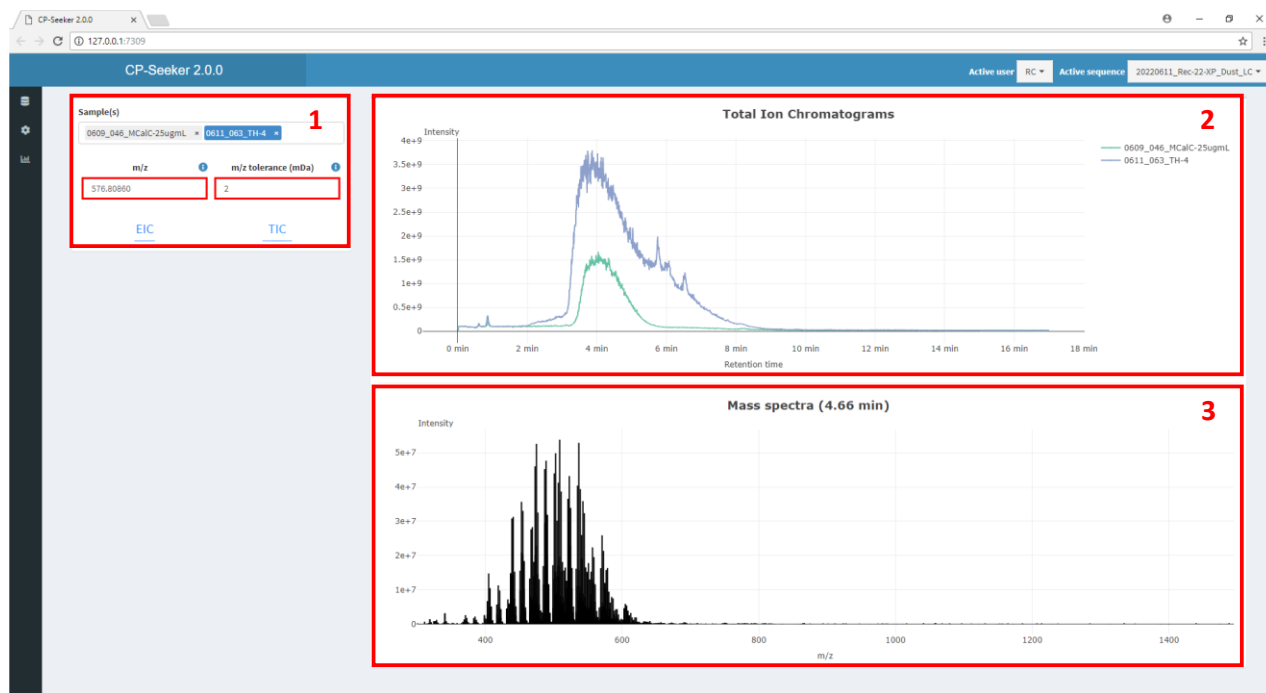 CP-Seeker 2.0.0 ×
127.0.0.1:7309
CP-Seeker 2.0.0
Active user RC Active sequence 20220611_Rec-22-XP_Dust_LC
Sample(s)
1
0609_046_MCalC-25ugmL × 0611_063_TH-4 ×
m/z m/z tolerance (mDa)
576.80860 2
EIC TIC
Total Ion Chromatograms
2
Intensity
4e+9
3.5e+9
3e+9
2.5e+9
2e+9
1.5e+9
1e+9
0.5e+9
0
0609_046_MCalC-25ugmL
0611_063_TH-4
0 min 2 min 4 min 6 min 8 min 10 min 12 min 14 min 16 min 18 min
Retention time
Mass spectra (4.66 min)
3
Intensity
5e+7
4e+7
3e+7
2e+7
1e+7
0
400 600 800 1000 1200 1400
m/z